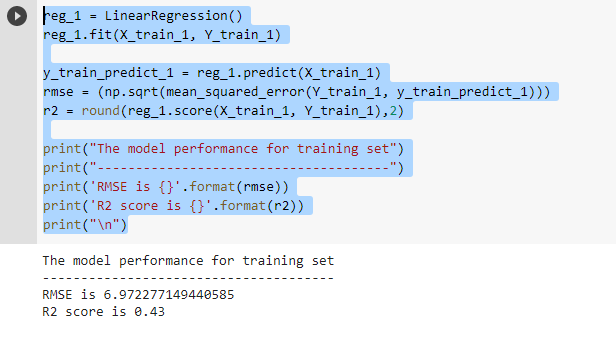 reg_1 = LinearRegression()
reg_1.fit(X_train_1, Y_train_1)
y_train_predict_1 = reg_1.predict(X_train_1)
rmse = (np.sqrt(mean_squared_error(Y_train_1, y_train_predict_1)))
r2 = round(reg_1.score(X_train_1, Y_train_1),2)
print("The model performance for training set")
print("--------------------------------------")
print('RMSE is {}'.format(rmse))
print('R2 score is {}'.format(r2))
print("\n")
The model performance for training set
--------------------------------------
RMSE is 6.972277149440585
R2 score is 0.43